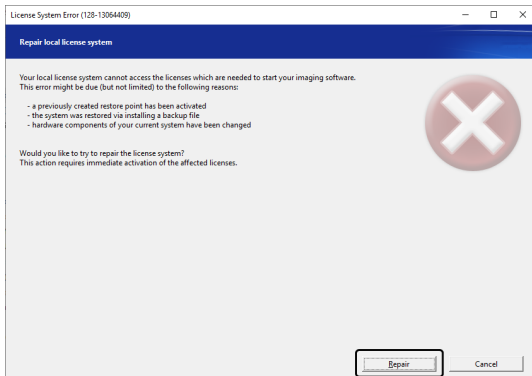 License System Error (128-13064409)
Repair local license system
Your local license system cannot access the licenses which are needed to start your imaging software.
This error might be due (but not limited) to the following reasons:
- a previously created restore point has been activated
- the system was restored via installing a backup file
- hardware components of your current system have been changed
Would you like to try to repair the license system?
This action requires immediate activation of the affected licenses.
Repair
Cancel